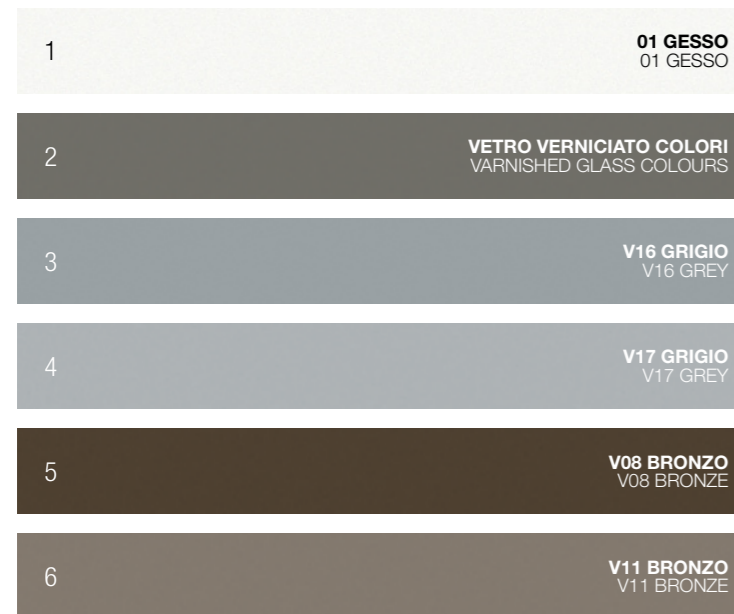 1
01 GESSO
01 GESSO
2
VETRO VERNICIATO COLORI
VARNISHED GLASS COLOURS
3
V16 GRIGIO
V16 GREY
4
V17 GRIGIO
V17 GREY
5
V08 BRONZO
V08 BRONZE
6
V11 BRONZO
V11 BRONZE